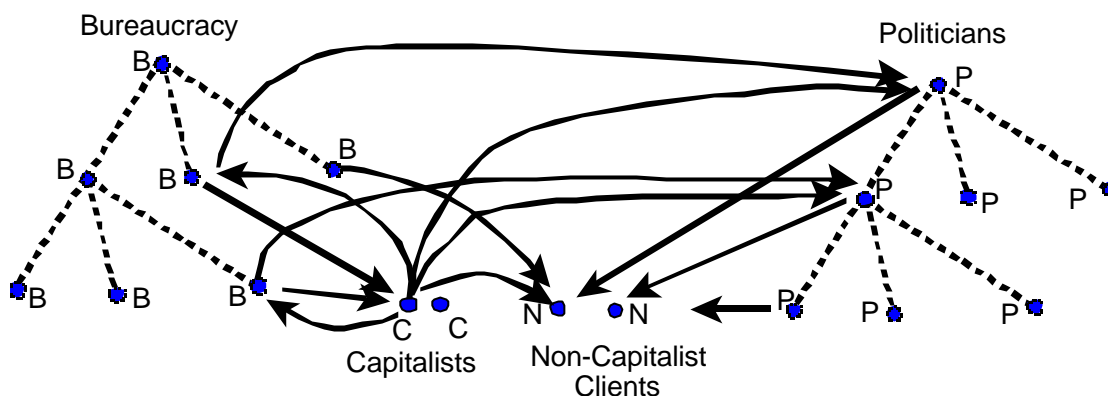 Bureaucracy
Politicians
B
P
B
B
B
P
P
P
B
B
B
P
P
P
C
C
N
N
Capitalists
Non-Capitalist
Clients